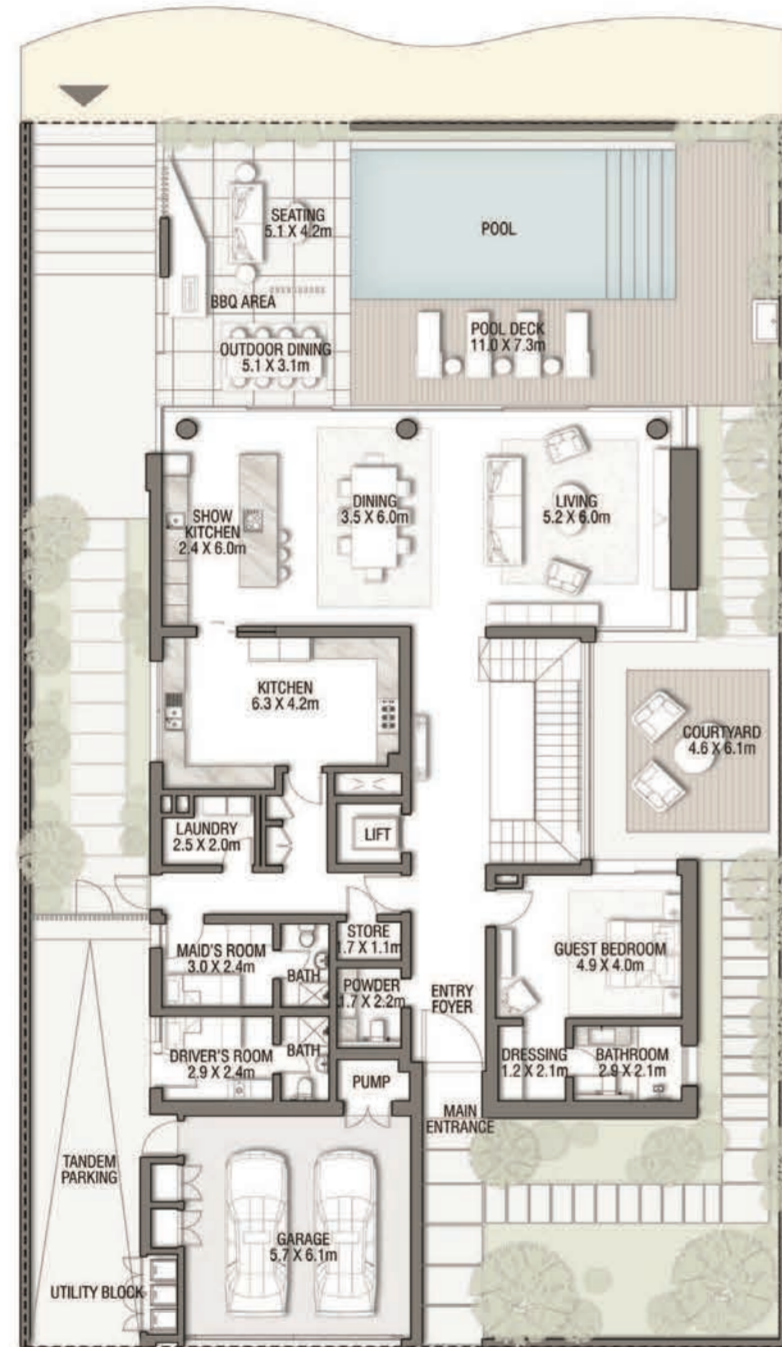 SEATING
5.1 X 4.2m
POOL
BBQ AREA
POOL DECK
11.0 X 7.3m
OUTDOOR DINING
5.1 X 3.1m
SHOW
KITCHEN
2.4 X 6.0m
DINING
3.5 X 6.0m
LIVING
5.2 X 6.0m
KITCHEN
6.3 X 4.2m
COURTYARD
4.6 X 6.1m
LAUNDRY
2.5 X 2.0m
LIFT
STORE
1.7 X 1.1m
MAID'S ROOM
3.0 X 2.4m
BATH
GUEST BEDROOM
4.9 X 4.0m
POWDER
1.7 X 2.2m
ENTRY
FOYER
DRIVER'S ROOM
2.9 X 2.4m
BATH
DRESSING
1.2 X 2.1m
BATHROOM
2.9 X 2.1m
PUMP
MAIN
ENTRANCE
TANDEM
PARKING
GARAGE
5.7 X 6.1m
UTILITY BLOCK